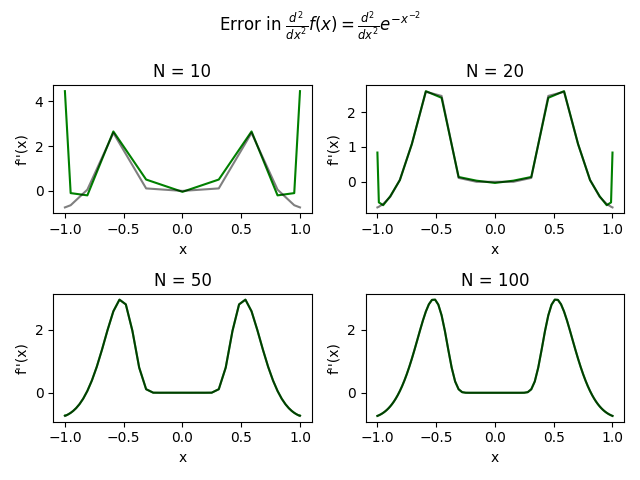 Error in $\frac{d^2}{dx^2}f(x) = \frac{d^2}{dx^2}e^{-x^{-2}}$
N = 10
N = 20
f''(x)
4
2
0
−1.0 −0.5 0.0 0.5 1.0
x
f''(x)
2
1
0
−1.0 −0.5 0.0 0.5 1.0
x
N = 50
N = 100
f''(x)
2
0
−1.0 −0.5 0.0 0.5 1.0
x
f''(x)
2
0
−1.0 −0.5 0.0 0.5 1.0
x